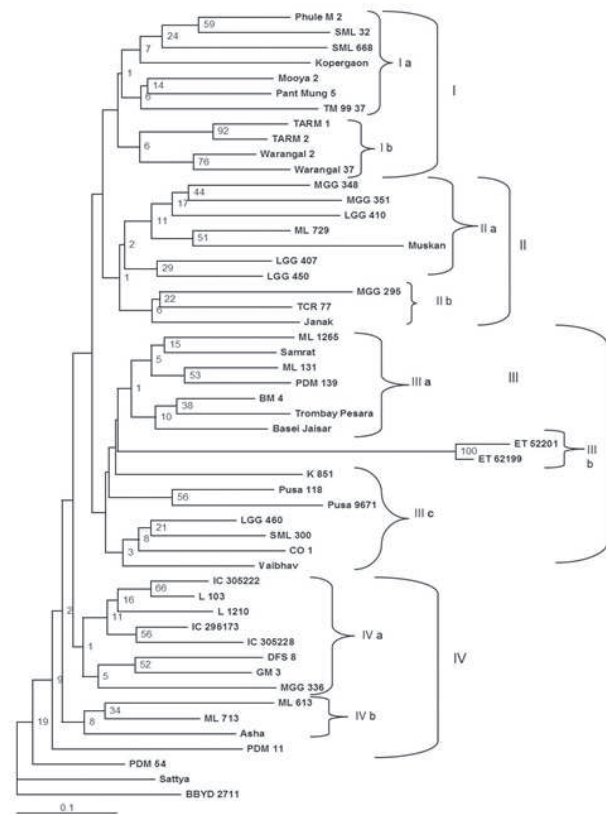 Phule M 2
59
SML 32
24
SML 668
7
Kopergaon
I a
1
Mooya 2
14
Pant Mung 5
I
6
TM 99 37
TARM 1
92
TARM 2
6
Warangal 2
I b
76
Warangal 37
MGG 348
44
MGG 351
17
LGG 410
11
ML 729
II a
51
Muskan
II
2
LGG 407
29
LGG 450
1
MGG 295
22
TCR 77
II b
6
Janak
ML 1265
15
Samrat
5
ML 131
53
PDM 139
III a
III
1
BM 4
38
Trombay Pesara
10
Basei Jaisar
ET 52201
100
III
ET 62199
b
K 851
Pusa 118
56
Pusa 9671
III c
LGG 460
21
SML 300
8
CO 1
3
Vaibhav
IC 305222
66
L 103
16
L 1210
2
11
IC 296173
56
IV a
IC 305228
1
IV
DFS 8
52
GM 3
9
5
MGG 336
ML 613
34
ML 713
IV b
19
8
Asha
PDM 11
PDM 54
Sattya
BBYD 2711
0.1